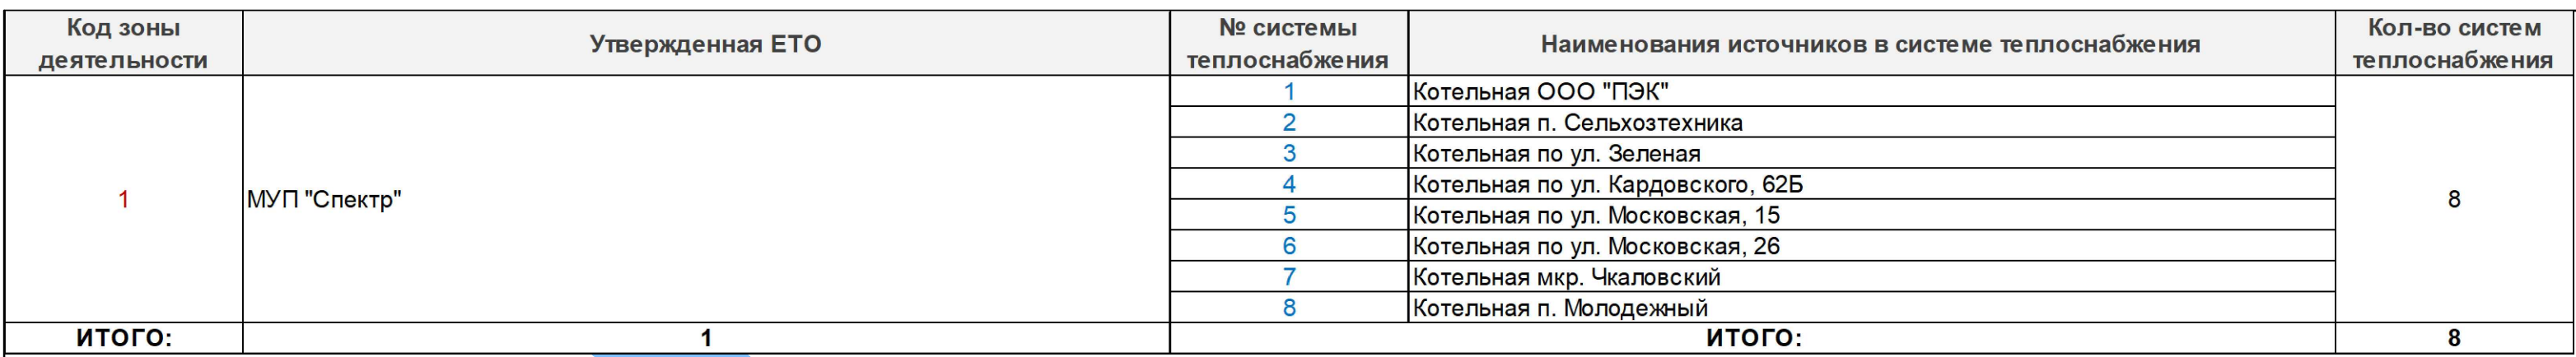 Код зоны деятельности Утвержденная ЕТО № системы теплоснабжения Наименования источников в системе теплоснабжения Кол-во систем теплоснабжения
1 МУП "Спектр" 1 Котельная ООО "ПЭК" 8
2 Котельная п. Сельхозтехника
3 Котельная по ул. Зеленая
4 Котельная по ул. Кардовского, 62Б
5 Котельная по ул. Московская, 15
6 Котельная по ул. Московская, 26
7 Котельная мкр. Чкаловский
8 Котельная п. Молодежный
ИТОГО: 1 ИТОГО: 8